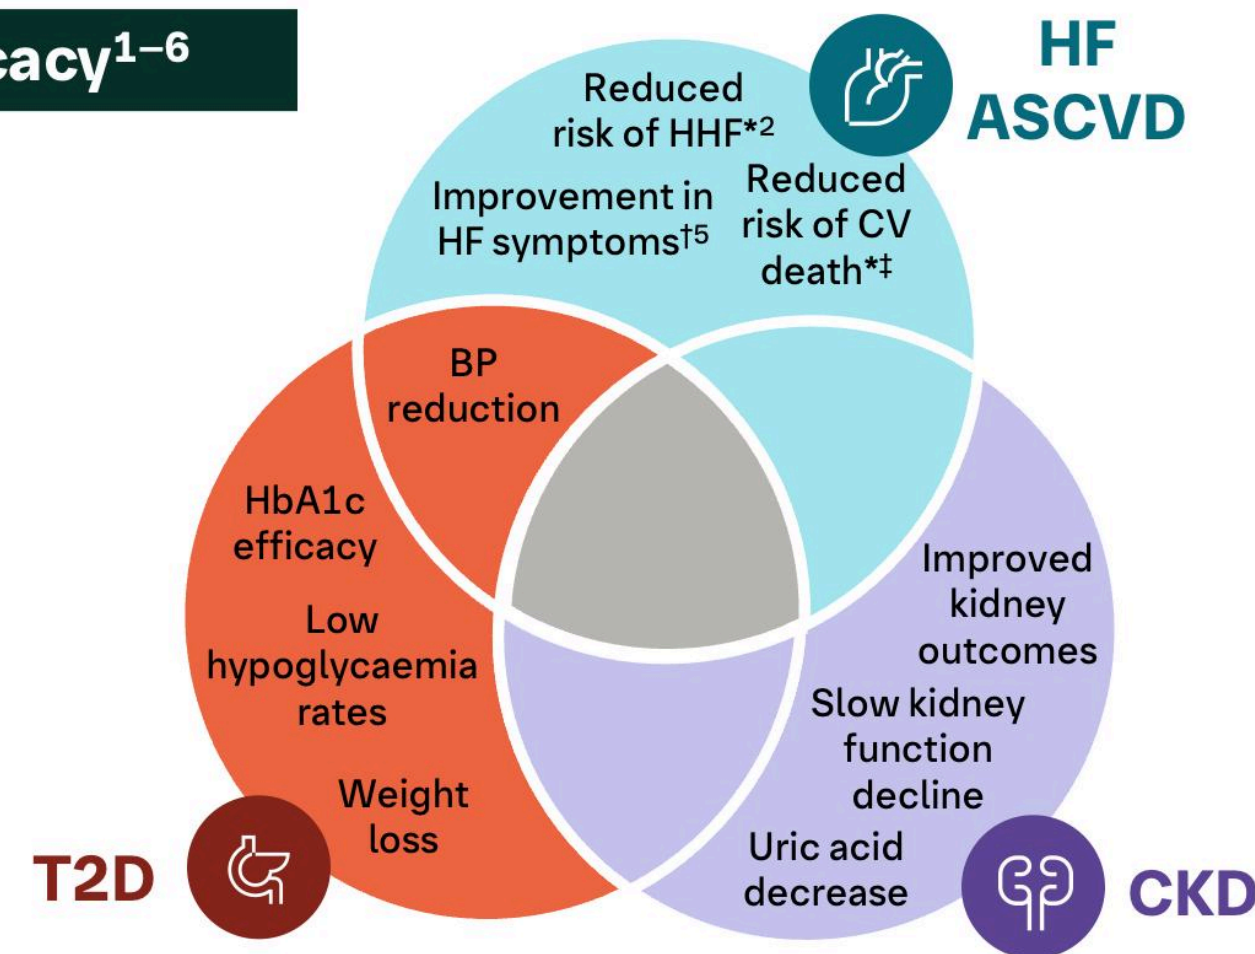 cacy¹⁻⁶
HF
ASCVD
Reduced
risk of HHF*²
Improvement in
HF symptoms†⁵
Reduced
risk of CV
death*‡
BP
reduction
HbA1c
efficacy
Low
hypoglycaemia
rates
Weight
loss
T2D
Improved
kidney
outcomes
Slow kidney
function
decline
Uric acid
decrease
CKD